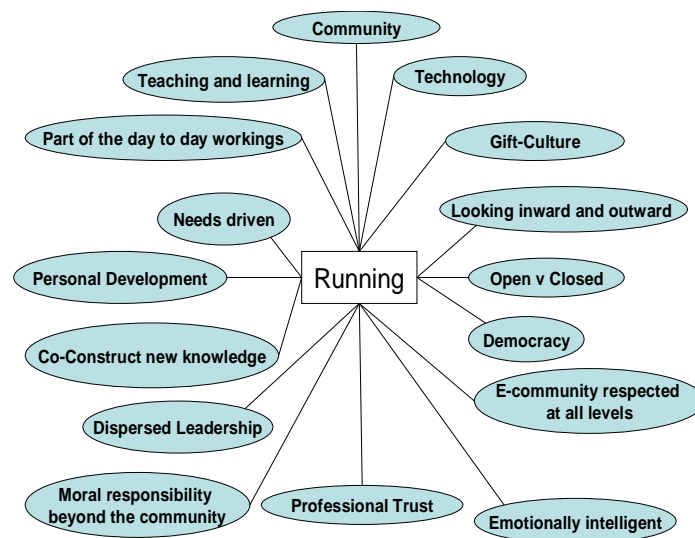 Community
Teaching and learning
Technology
Part of the day to day workings
Gift-Culture
Needs driven
Looking inward and outward
Running
Personal Development
Open v Closed
Co-Construct new knowledge
Democracy
E-community respected
at all levels
Dispersed Leadership
Moral responsibility
beyond the community
Professional Trust
Emotionally intelligent